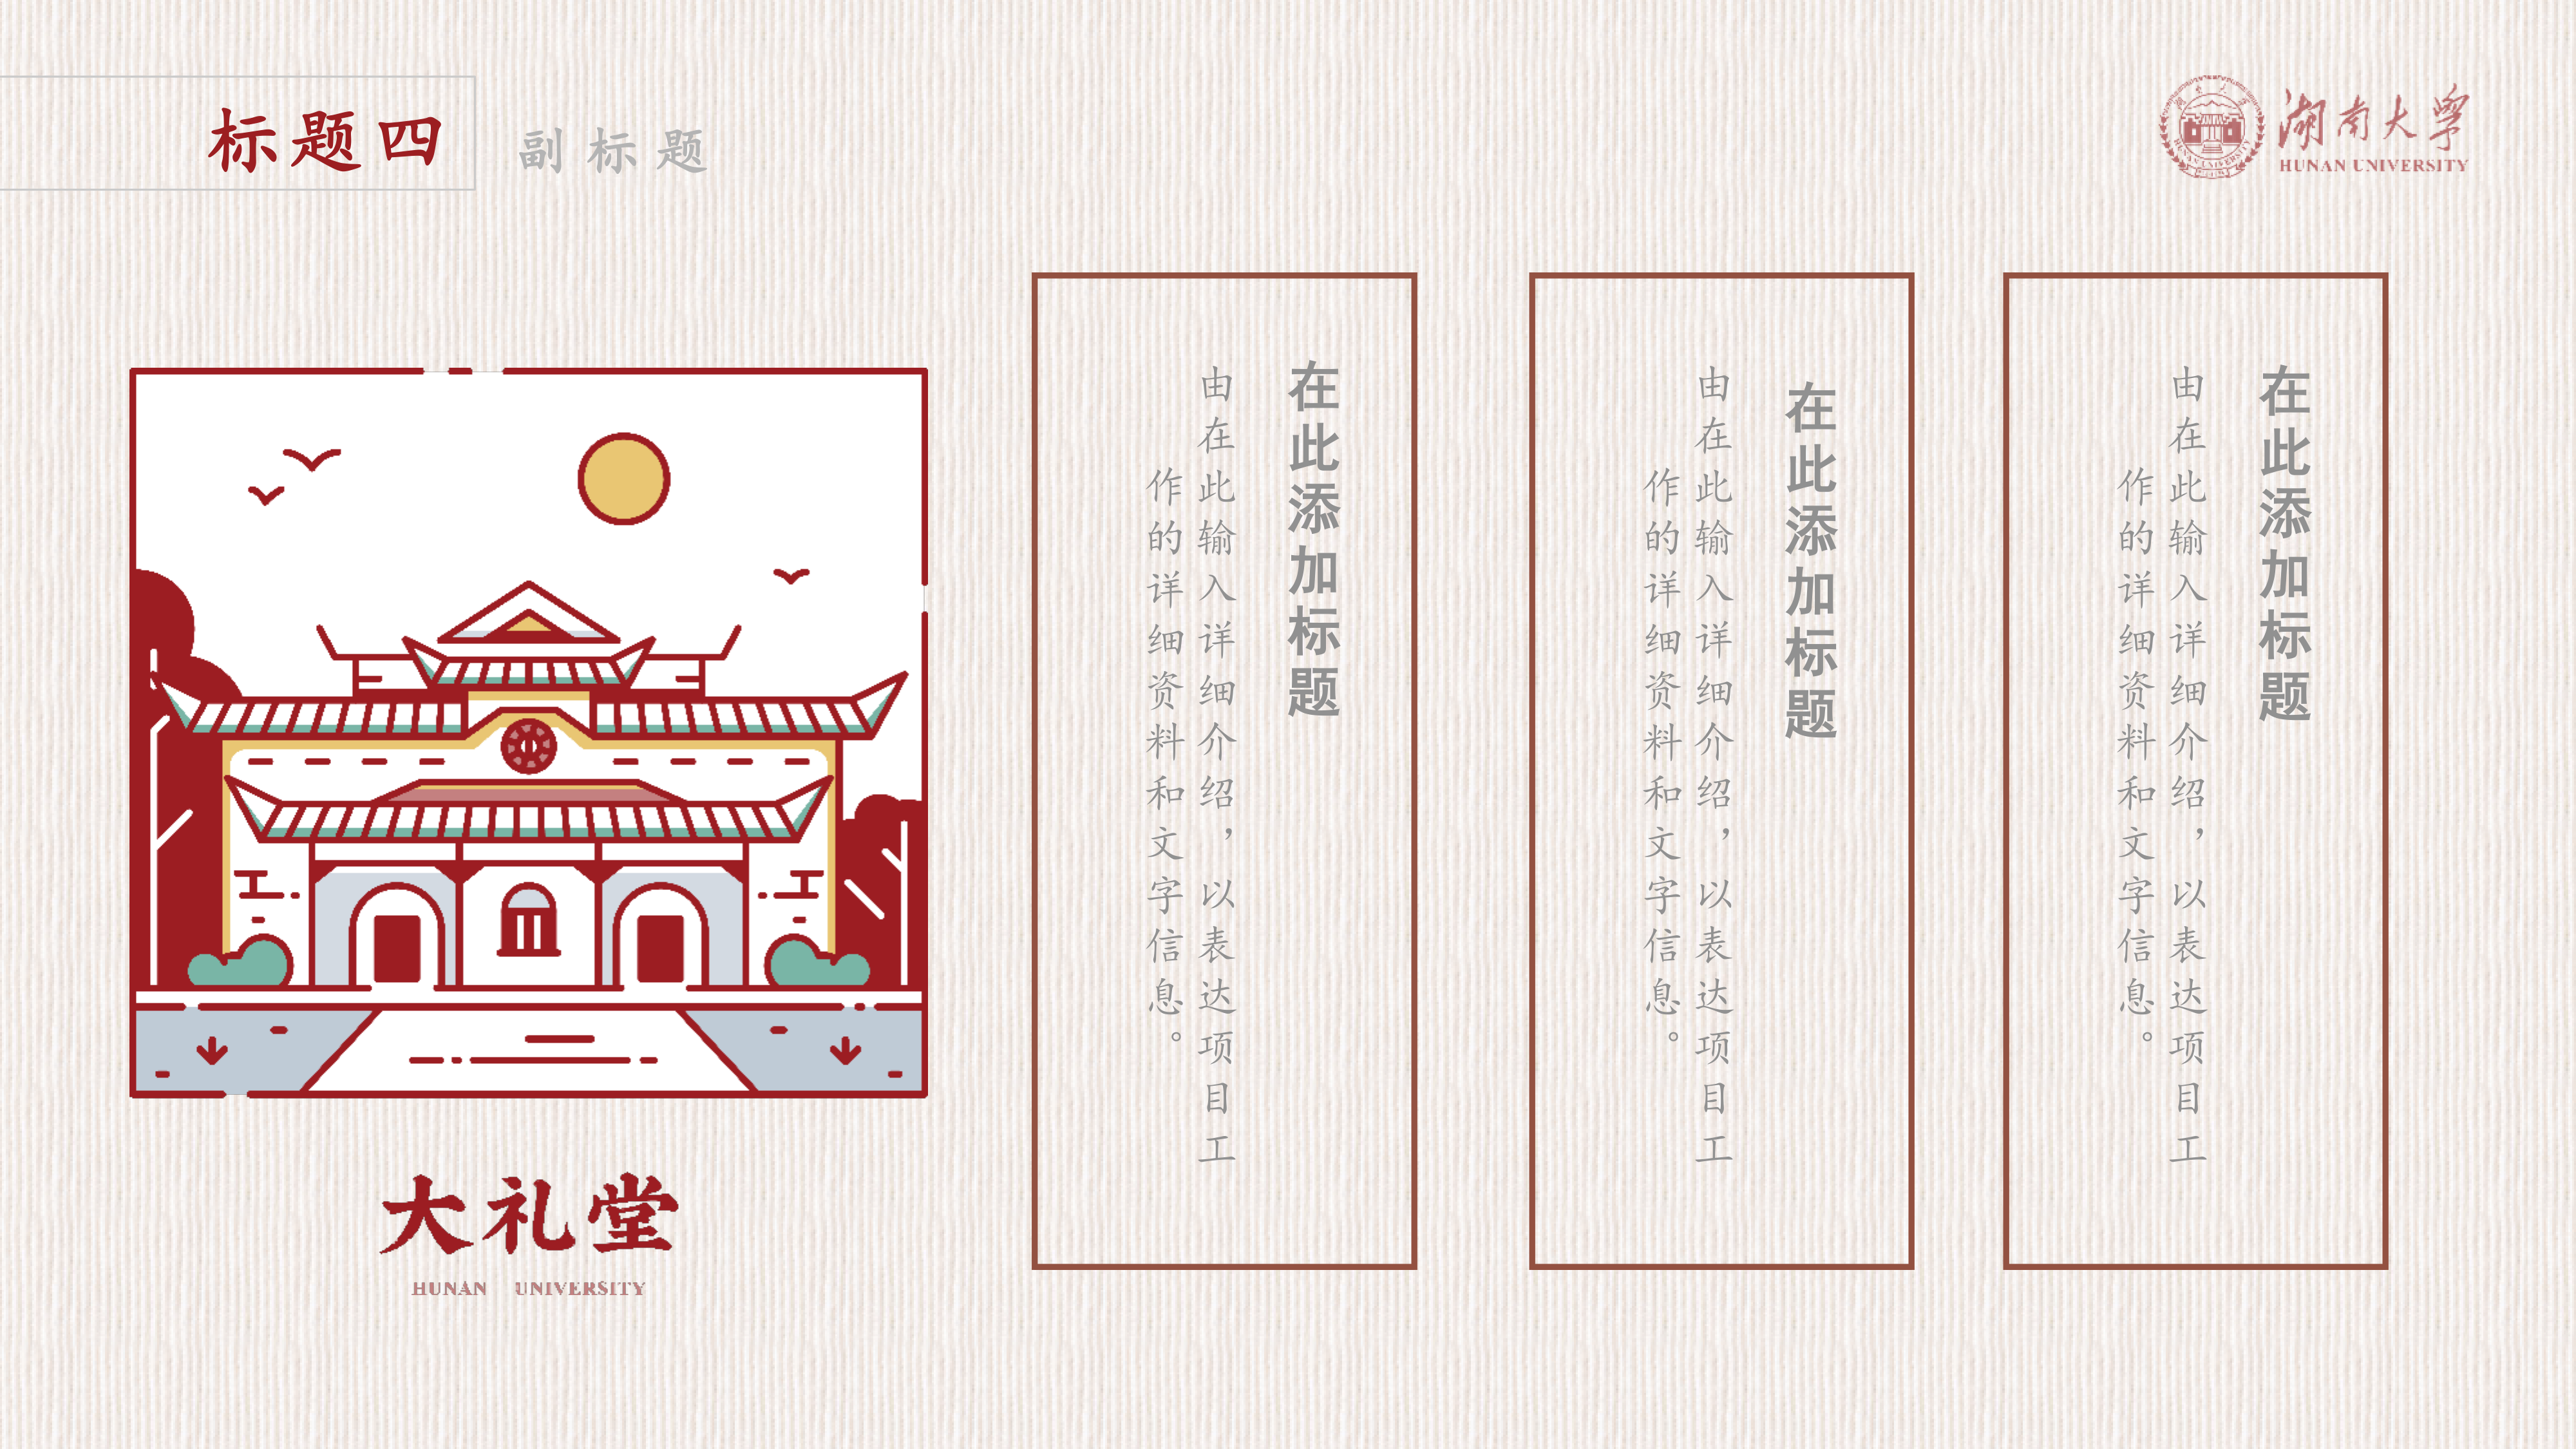 标题四
副标题
湖南大学
HUNAN UNIVERSITY
在此添加标题
由在此输入详细介绍，以表达项目工
作的详细资料和文字信息。
在此添加标题
由在此输入详细介绍，以表达项目工
作的详细资料和文字信息。
在此添加标题
由在此输入详细介绍，以表达项目工
作的详细资料和文字信息。
大礼堂
HUNAN UNIVERSITY